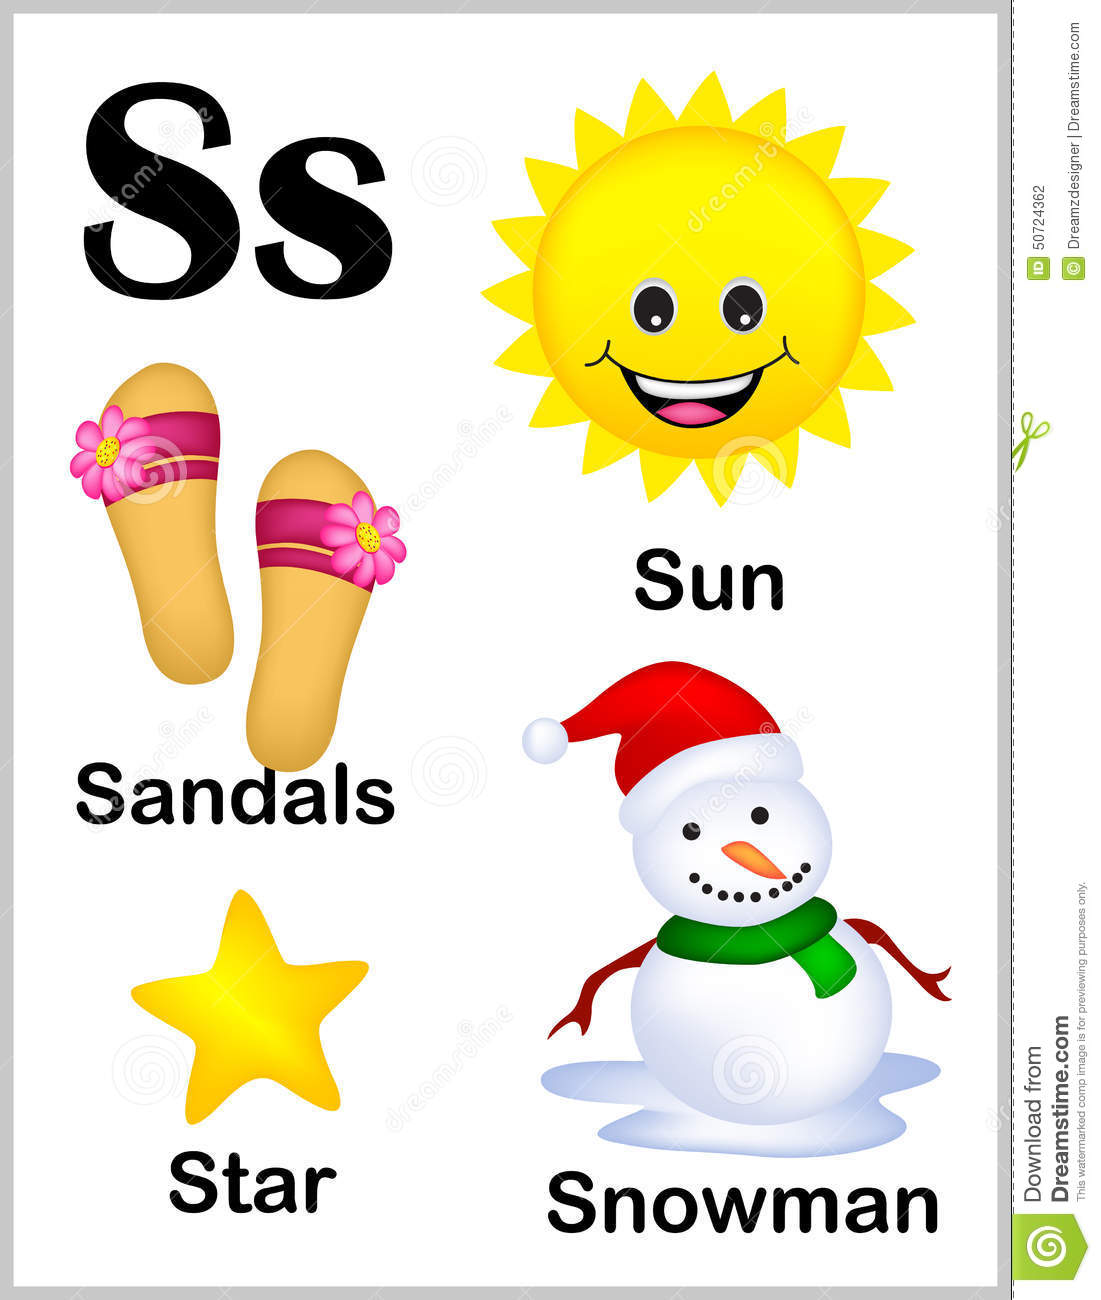 Ss
Sun
Sandals
Star
Snowman
ID 50724362
© Dreamzdesigner | Dreamstime.com
Download from
Dreamstime.com
This watermarked comp image is for previewing purposes only.
dreamstime